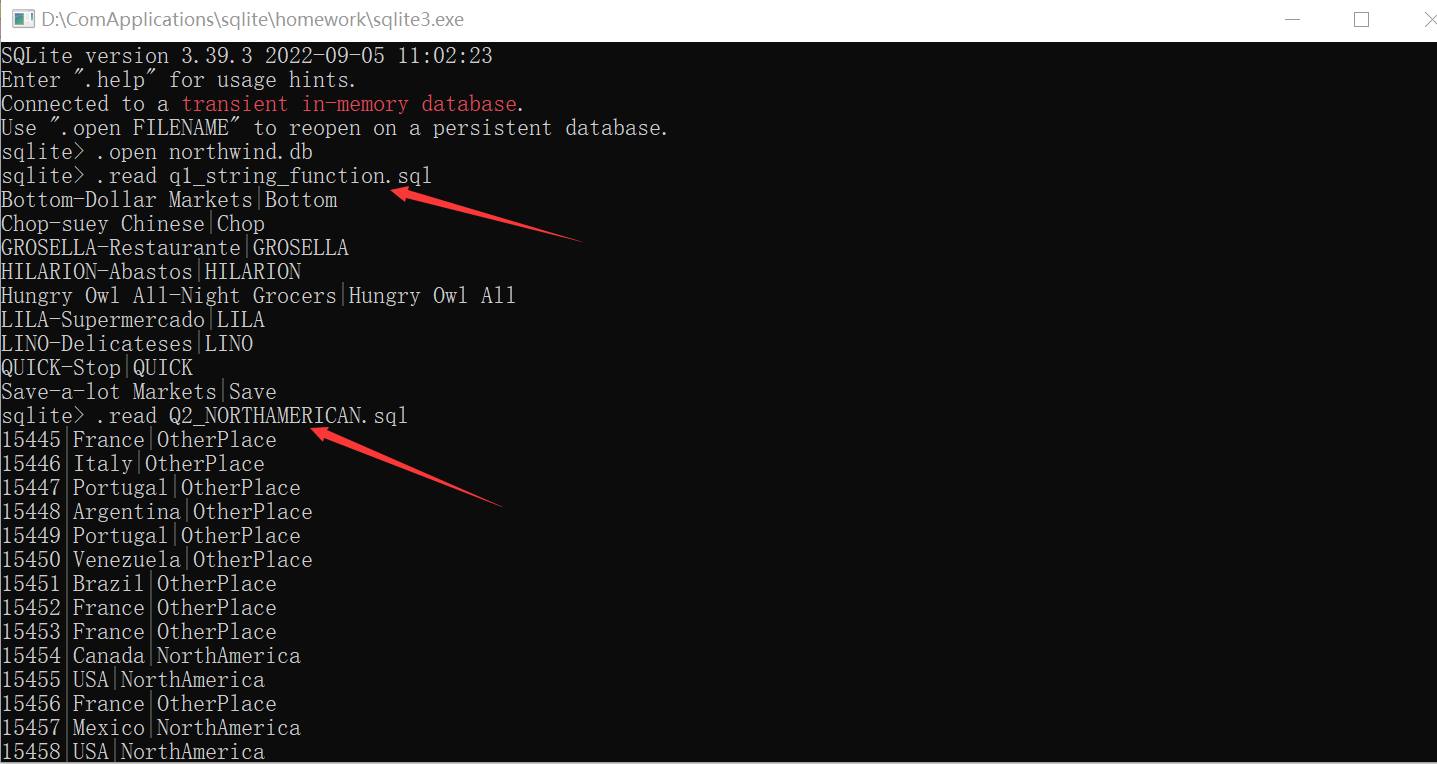 D:\ComApplications\sqlite\homework\sqlite3.exe
SQLite version 3.39.3 2022-09-05 11:02:23
Enter ".help" for usage hints.
Connected to a transient in-memory database.
Use ".open FILENAME" to reopen on a persistent database.
sqlite> .open northwind.db
sqlite> .read q1_string_function.sql
Bottom-Dollar Markets|Bottom
Chop-suey Chinese|Chop
GROSELLA-Restaurante|GROSELLA
HILARION-Abastos|HILARION
Hungry Owl All-Night Grocers|Hungry Owl All
LILA-Supermercado|LILA
LINO-Delicateses|LINO
QUICK-Stop|QUICK
Save-a-lot Markets|Save
sqlite> .read Q2_NORTHAMERICAN.sql
15445|France|OtherPlace
15446|Italy|OtherPlace
15447|Portugal|OtherPlace
15448|Argentina|OtherPlace
15449|Portugal|OtherPlace
15450|Venezuela|OtherPlace
15451|Brazil|OtherPlace
15452|France|OtherPlace
15453|France|OtherPlace
15454|Canada|NorthAmerica
15455|USA|NorthAmerica
15456|France|OtherPlace
15457|Mexico|NorthAmerica
15458|USA|NorthAmerica